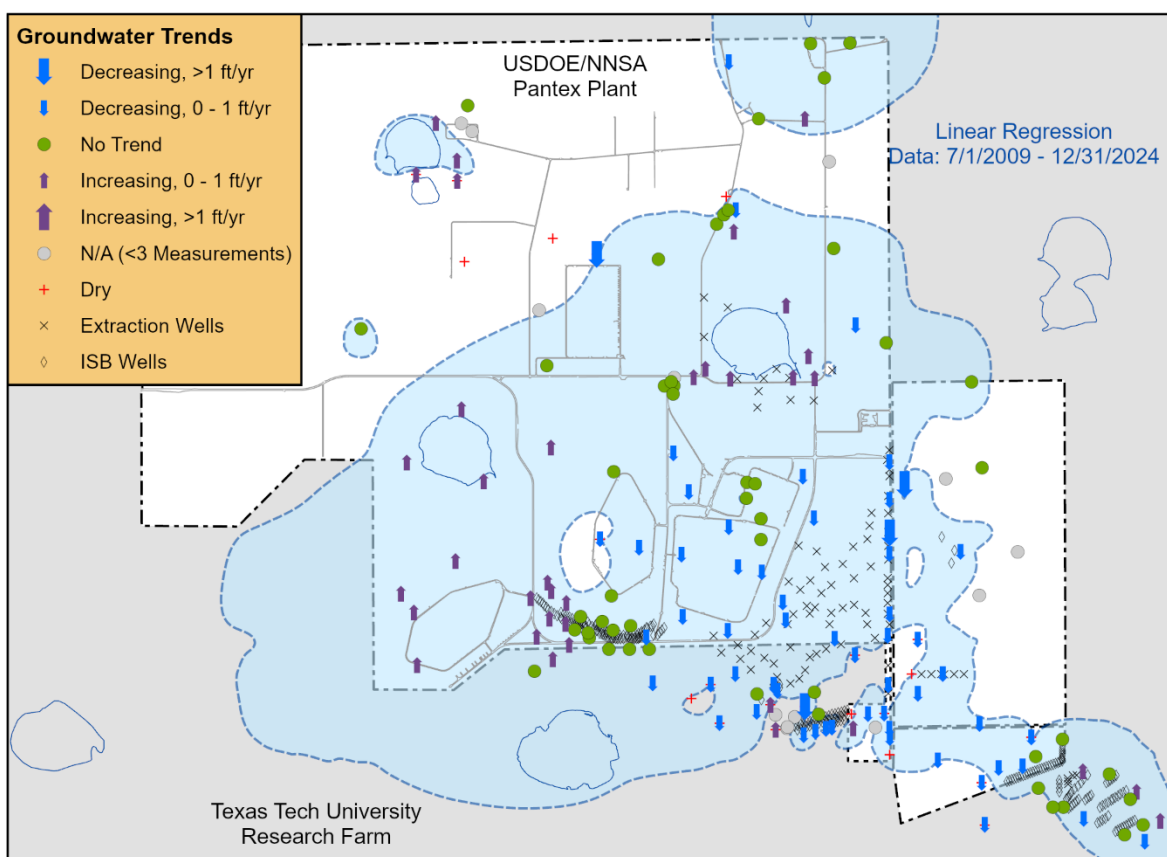 Groundwater Trends
Decreasing, >1 ft/yr
Decreasing, 0 - 1 ft/yr
No Trend
Increasing, 0 - 1 ft/yr
Increasing, >1 ft/yr
N/A (<3 Measurements)
Dry
Extraction Wells
ISB Wells
USDOE/NNSA
Pantex Plant
Linear Regression
Data: 7/1/2009 - 12/31/2024
Texas Tech University
Research Farm